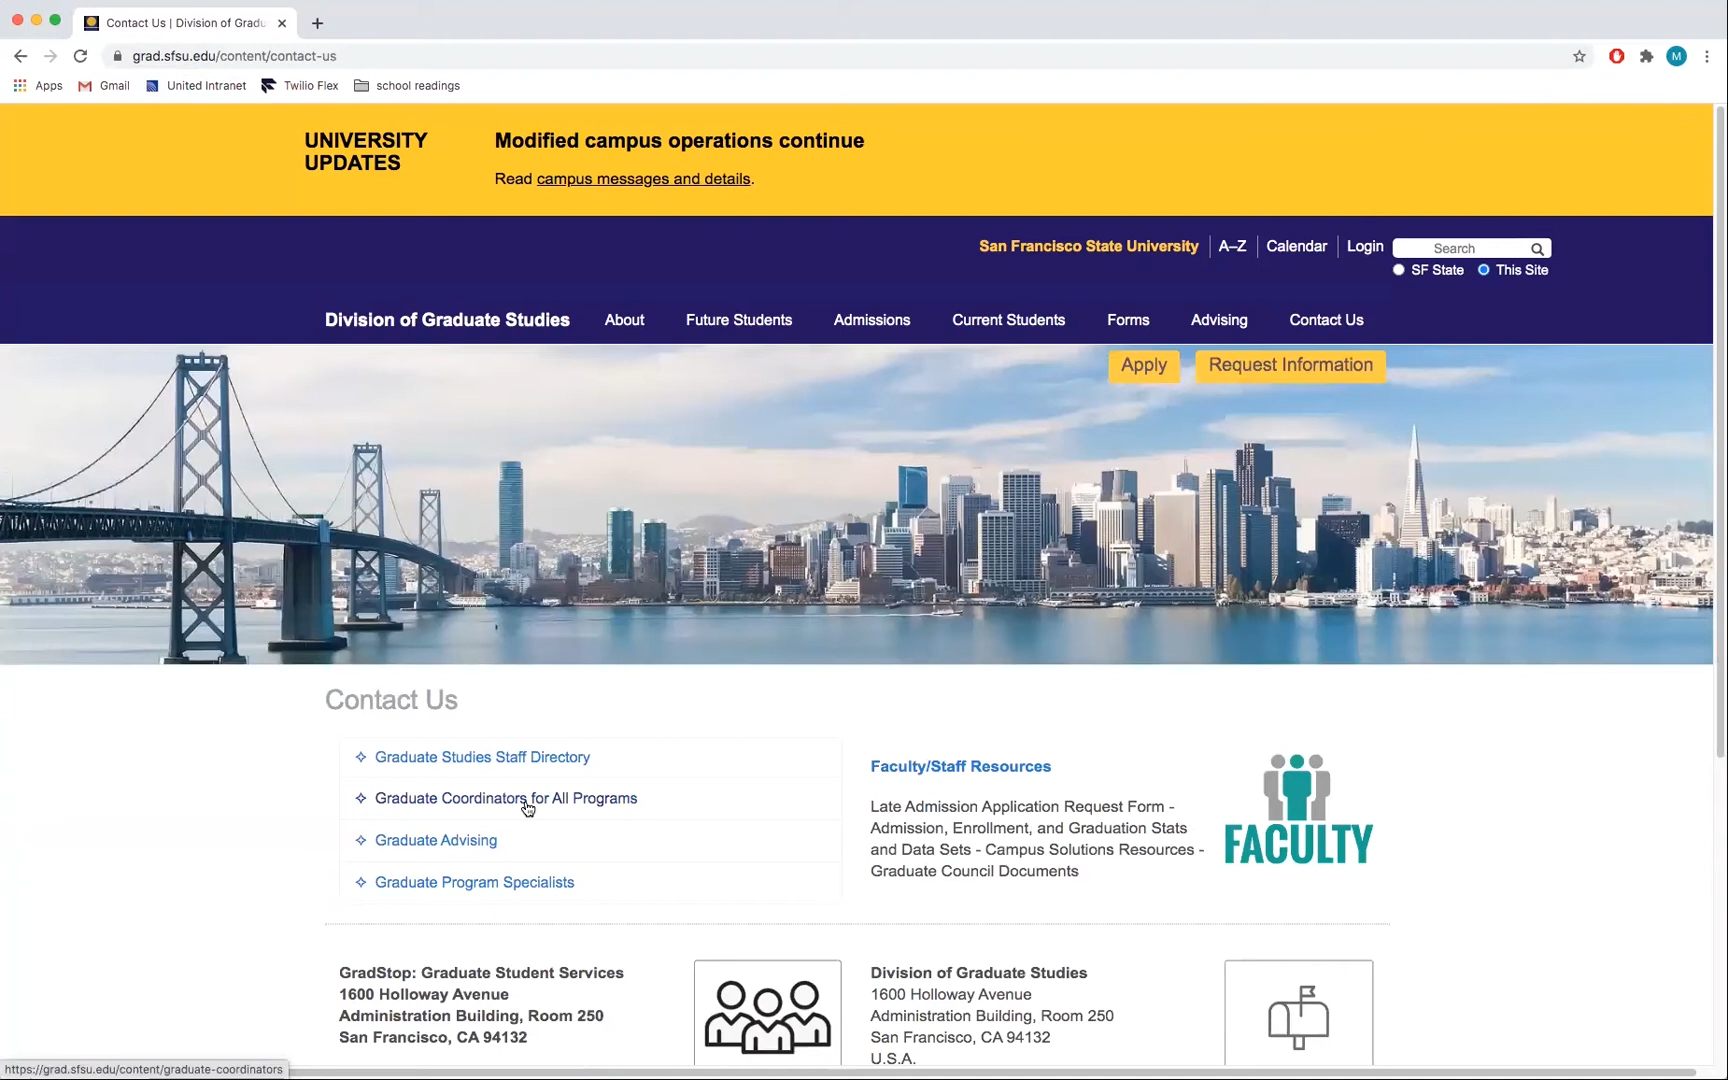 Contact Us | Division of Gradu
grad.sfsu.edu/content/contact-us
M
Apps
Gmail
United Intranet
Twilio Flex
school readings
UNIVERSITY
UPDATES
Modified campus operations continue
Read campus messages and details.
San Francisco State University
A–Z
Calendar
Login
Search
SF State
This Site
Division of Graduate Studies
About
Future Students
Admissions
Current Students
Forms
Advising
Contact Us
Apply
Request Information
Contact Us
Graduate Studies Staff Directory
Graduate Coordinators for All Programs
Graduate Advising
Graduate Program Specialists
Faculty/Staff Resources
Late Admission Application Request Form -
Admission, Enrollment, and Graduation Stats
and Data Sets - Campus Solutions Resources -
Graduate Council Documents
FACULTY
GradStop: Graduate Student Services
1600 Holloway Avenue
Administration Building, Room 250
San Francisco, CA 94132
Division of Graduate Studies
1600 Holloway Avenue
Administration Building, Room 250
San Francisco, CA 94132
U.S.A.
https://grad.sfsu.edu/content/graduate-coordinators